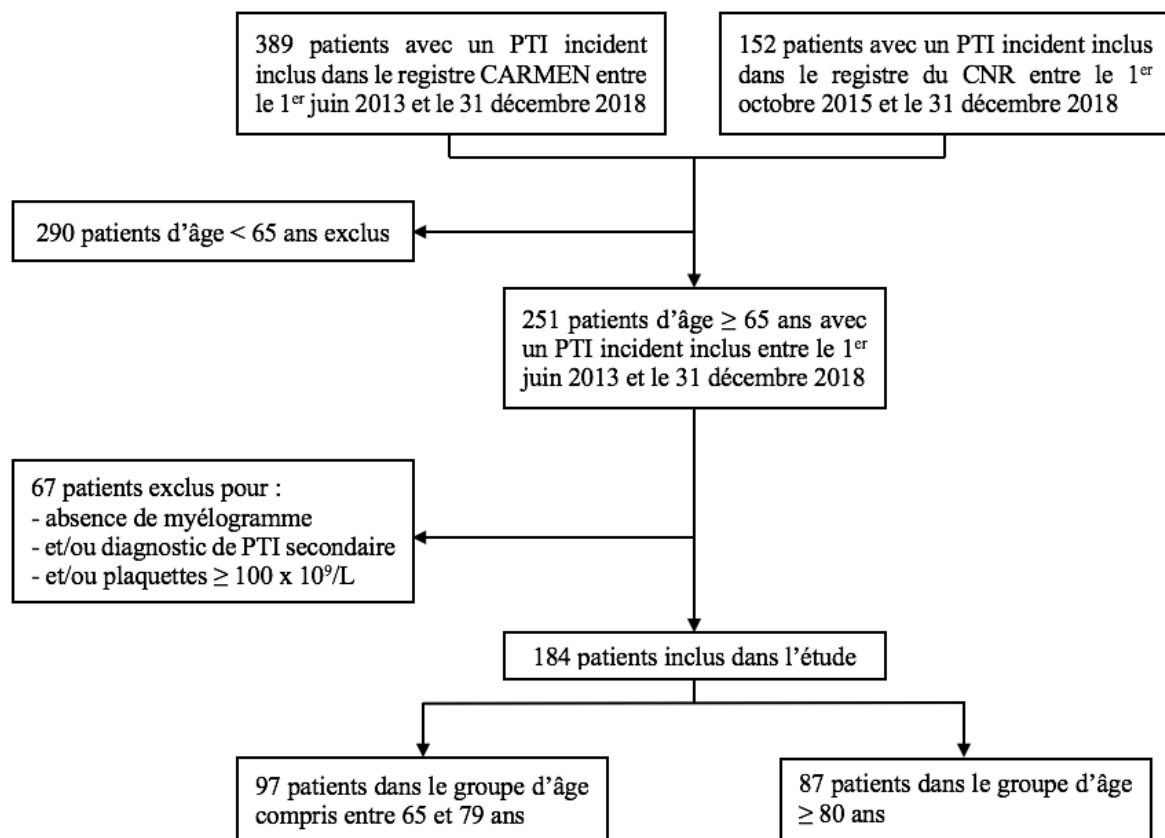 389 patients avec un PTI incident
inclus dans le registre CARMEN entre
le 1er juin 2013 et le 31 décembre 2018
152 patients avec un PTI incident inclus
dans le registre du CNR entre le 1er
octobre 2015 et le 31 décembre 2018
290 patients d’âge < 65 ans exclus
251 patients d’âge ≥ 65 ans avec
un PTI incident inclus entre le 1er
juin 2013 et le 31 décembre 2018
67 patients exclus pour :
- absence de myélogramme
- et/ou diagnostic de PTI secondaire
- et/ou plaquettes ≥ 100 x 10⁹/L
184 patients inclus dans l’étude
97 patients dans le groupe d’âge
compris entre 65 et 79 ans
87 patients dans le groupe d’âge
≥ 80 ans